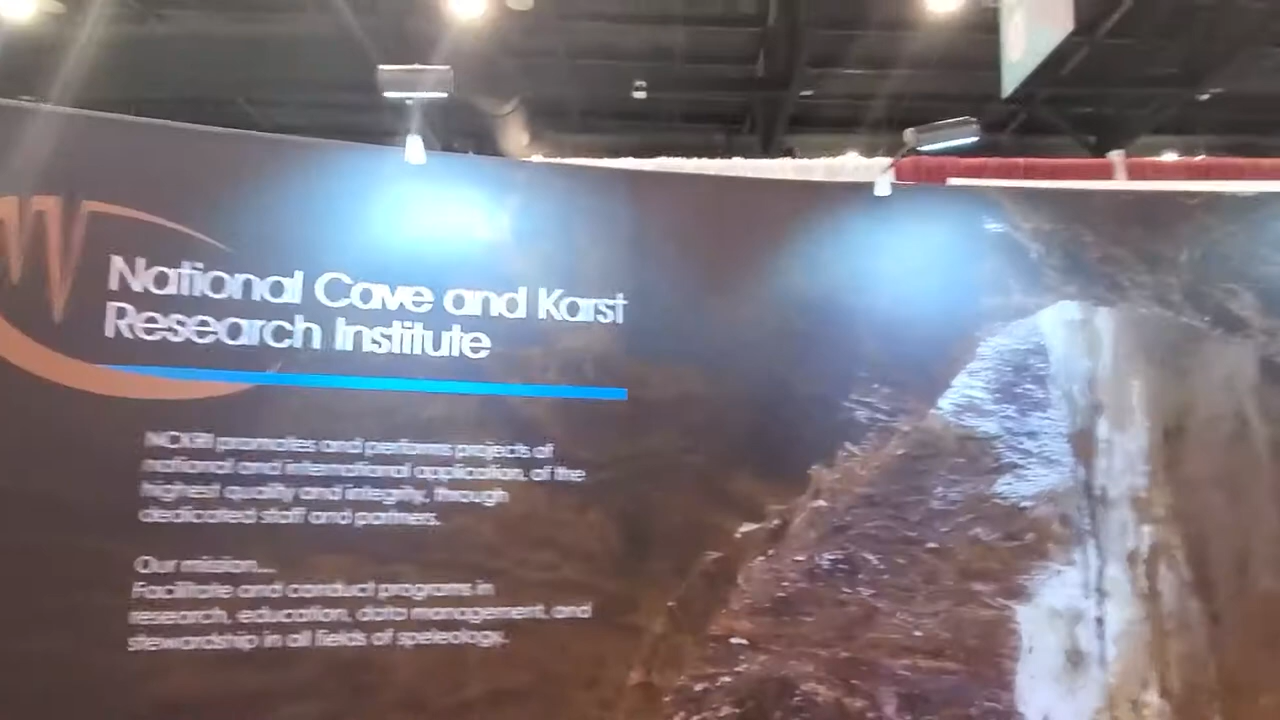 National Cave and Karst
Research Institute
NCKRI promotes and performs projects of
national and international application, of the
highest quality and integrity, through
dedicated staff and partners.
Our mission...
Facilitate and conduct programs in
research, education, data management, and
stewardship in all fields of speleology.